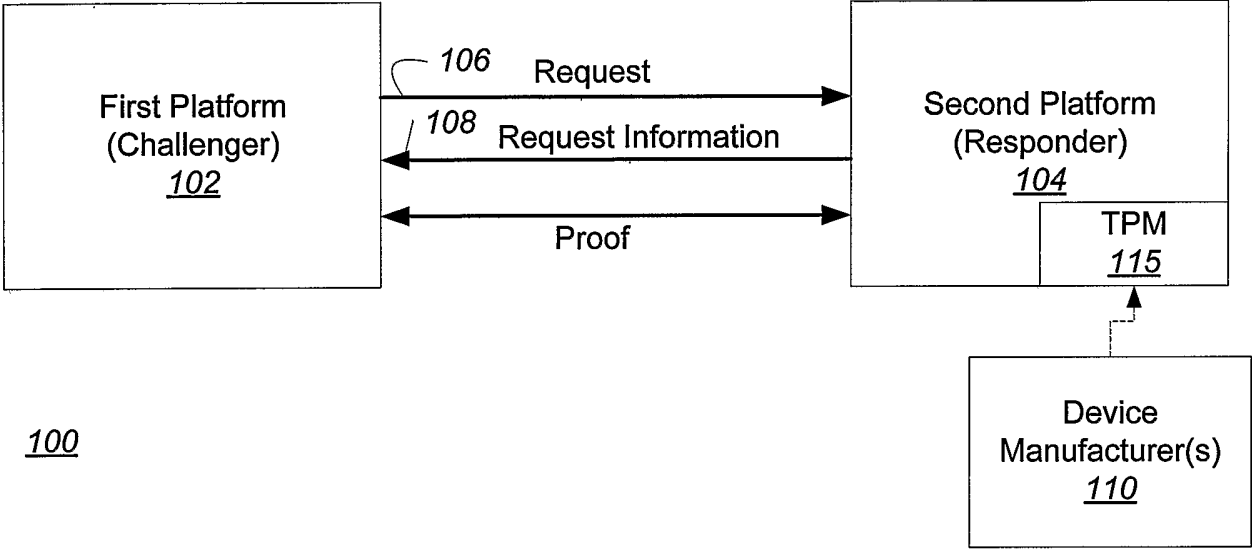 First Platform
(Challenger)
102
106
Request
108
Request Information
Proof
Second Platform
(Responder)
104
TPM
115
Device
Manufacturer(s)
110
100